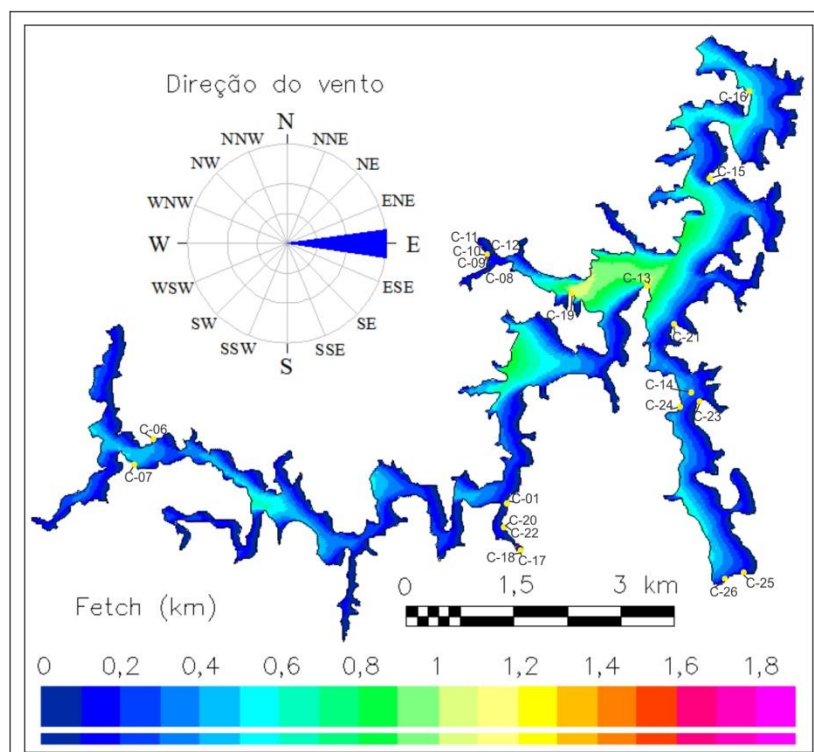 Direção do vento
N
NNW
NNE
NW
NE
WNW
ENE
W
E
WSW
ESE
SW
SE
SSW
SSE
S
C-16
C-15
C-11
C-12
C-10
C-09
C-08
C-13
C-19
C-21
C-14
C-24
C-23
C-06
C-07
C-01
C-20
C-22
C-18
C-17
C-25
C-26
0 1,5 3 km
Fetch (km)
0 0,2 0,4 0,6 0,8 1 1,2 1,4 1,6 1,8